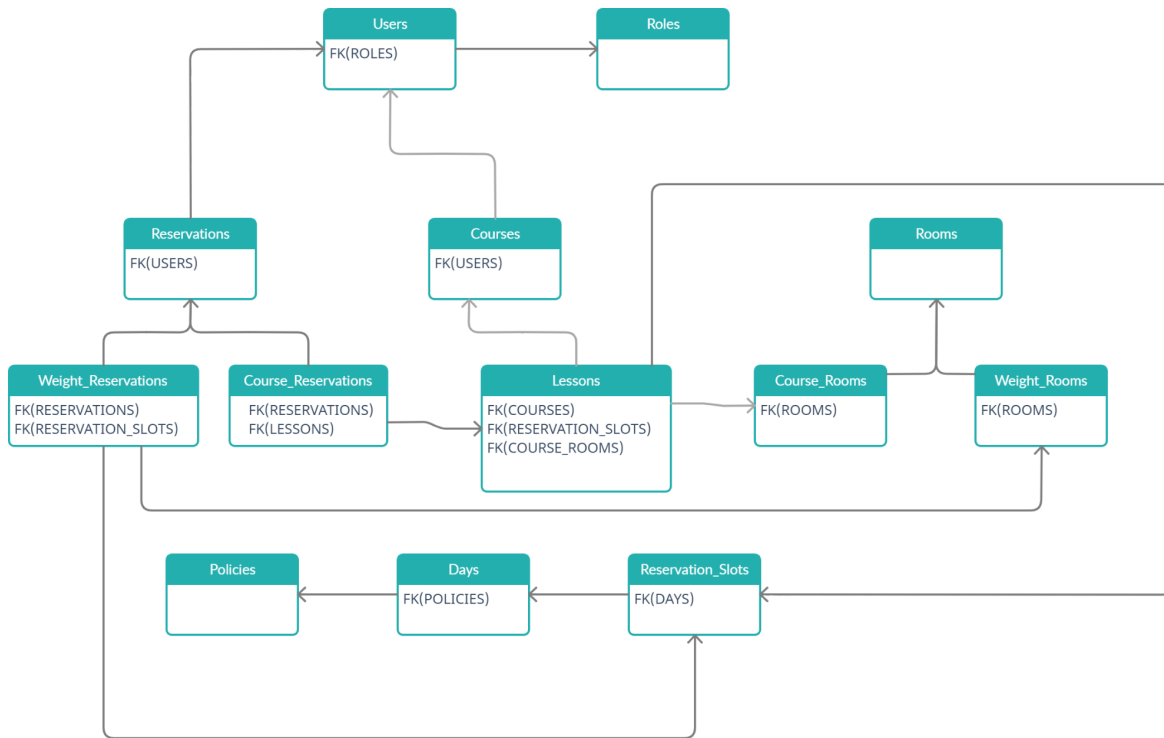 Users
FK(ROLES)
Roles
Reservations
FK(USERS)
Courses
FK(USERS)
Rooms
Weight_Reservations
FK(RESERVATIONS)
FK(RESERVATION_SLOTS)
Course_Reservations
FK(RESERVATIONS)
FK(LESSONS)
Lessons
FK(COURSES)
FK(RESERVATION_SLOTS)
FK(COURSE_ROOMS)
Course_Rooms
FK(ROOMS)
Weight_Rooms
FK(ROOMS)
Policies
Days
FK(POLICIES)
Reservation_Slots
FK(DAYS)